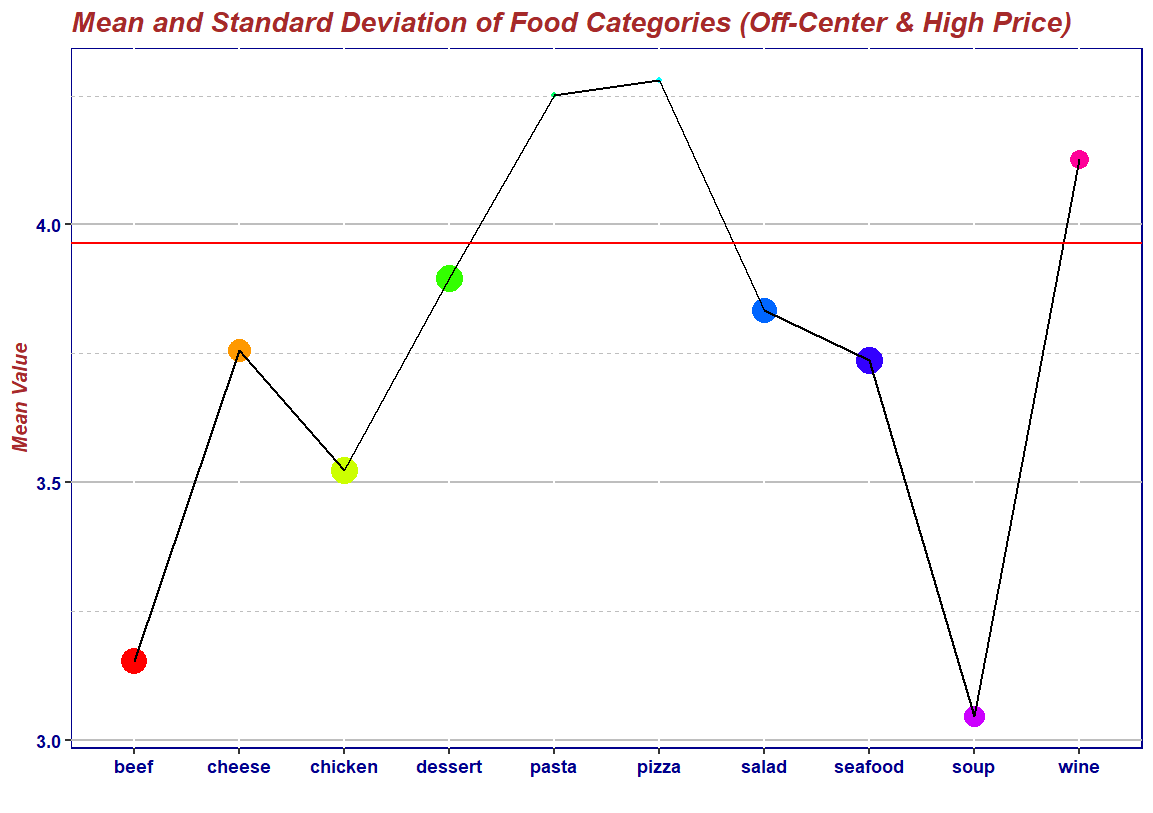 Mean and Standard Deviation of Food Categories (Off-Center & High Price)
Mean Value
4.0
3.5
3.0
beef cheese chicken dessert pasta pizza salad seafood soup wine